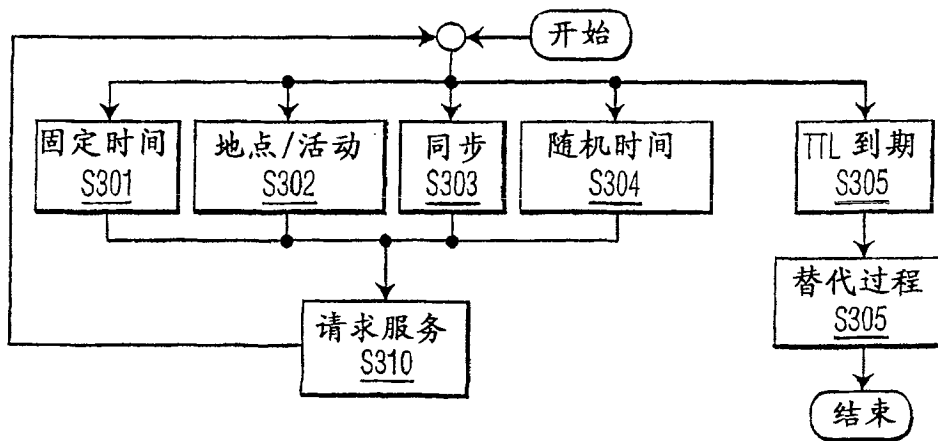 开始
固定时间
S301
地点/活动
S302
同步
S303
随机时间
S304
TTL 到期
S305
替代过程
S305
请求服务
S310
结束